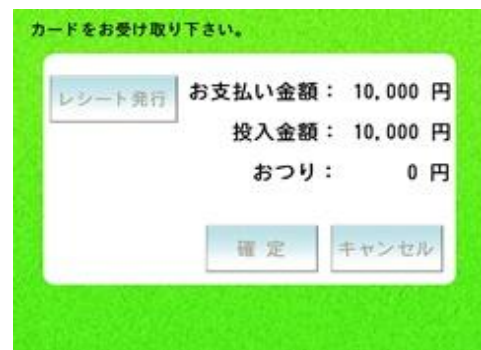 カードをお受け取り下さい。
レシート発行 お支払い金額： 10,000 円
投入金額： 10,000 円
おつり： 0 円
確 定 キャンセル